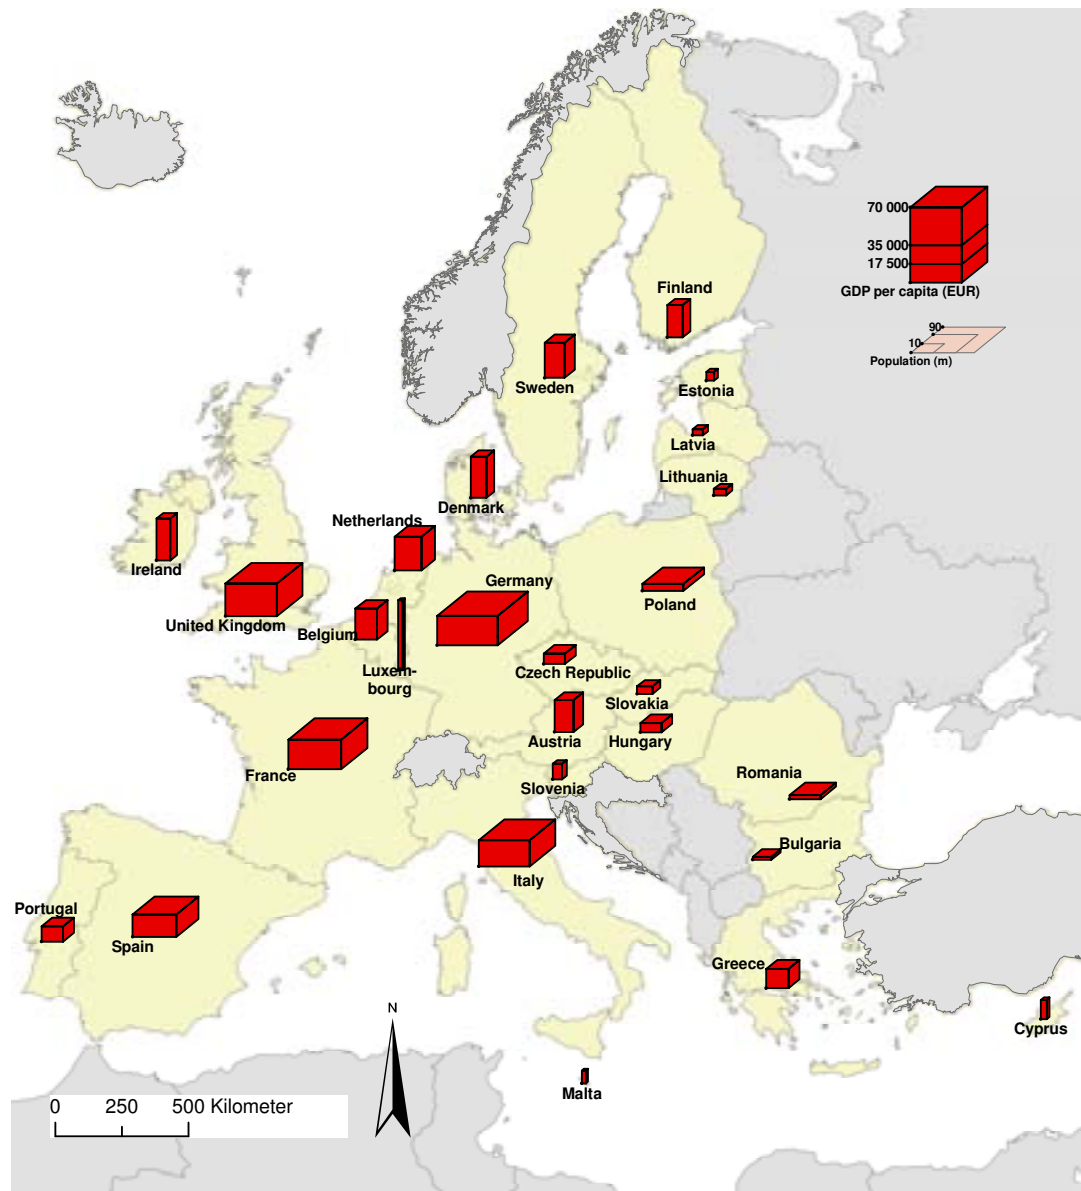 70 000
35 000
17 500
GDP per capita (EUR)
90
10
Population (m)
Finland
Sweden
Estonia
Latvia
Lithuania
Denmark
Netherlands
Ireland
Germany
Poland
United Kingdom
Belgium
Luxem-
bourg
Czech Republic
Slovakia
Austria
Hungary
France
Slovenia
Romania
Bulgaria
Italy
Portugal
Spain
Greece
Cyprus
N
Malta
0 250 500 Kilometer